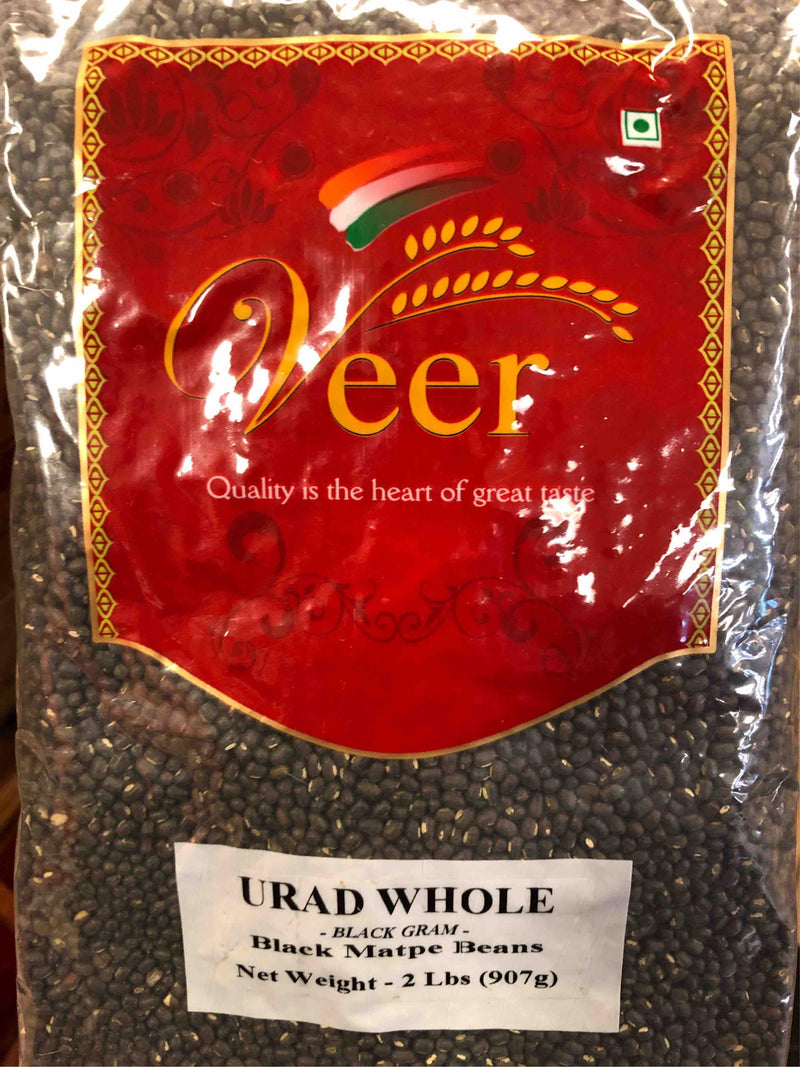 Veer
Quality is the heart of great taste
URAD WHOLE
- BLACK GRAM -
Black Matpe Beans
Net Weight - 2 Lbs (907g)